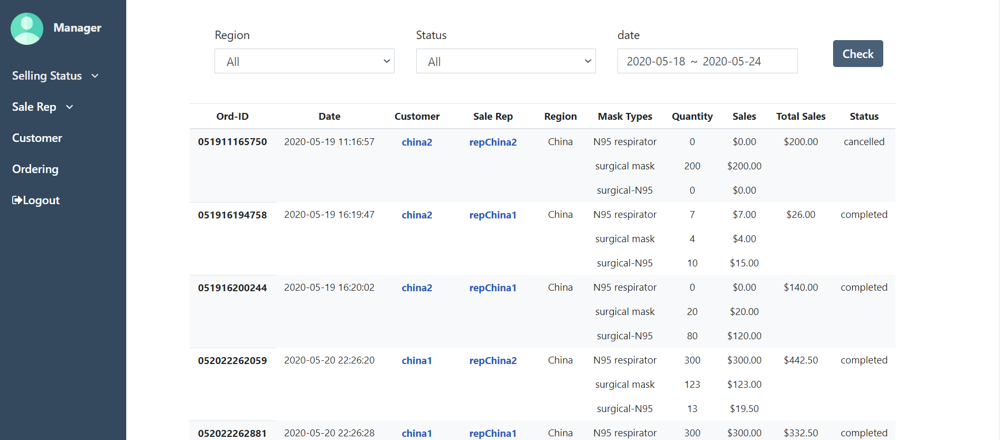 Manager
Selling Status
Sale Rep
Customer
Ordering
Logout
Region Status date
All All 2020-05-18 ~ 2020-05-24 Check
Ord-ID Date Customer Sale Rep Region Mask Types Quantity Sales Total Sales Status
051911165750 2020-05-19 11:16:57 china2 repChina2 China N95 respirator 0 $0.00 $200.00 cancelled
surgical mask 200 $200.00
surgical-N95 0 $0.00
051916194758 2020-05-19 16:19:47 china2 repChina1 China N95 respirator 7 $7.00 $26.00 completed
surgical mask 4 $4.00
surgical-N95 10 $15.00
051916200244 2020-05-19 16:20:02 china2 repChina1 China N95 respirator 0 $0.00 $140.00 completed
surgical mask 20 $20.00
surgical-N95 80 $120.00
052022262059 2020-05-20 22:26:20 china1 repChina2 China N95 respirator 300 $300.00 $442.50 completed
surgical mask 123 $123.00
surgical-N95 13 $19.50
052022262881 2020-05-20 22:26:28 china1 repChina1 China N95 respirator 300 $300.00 $332.50 completed